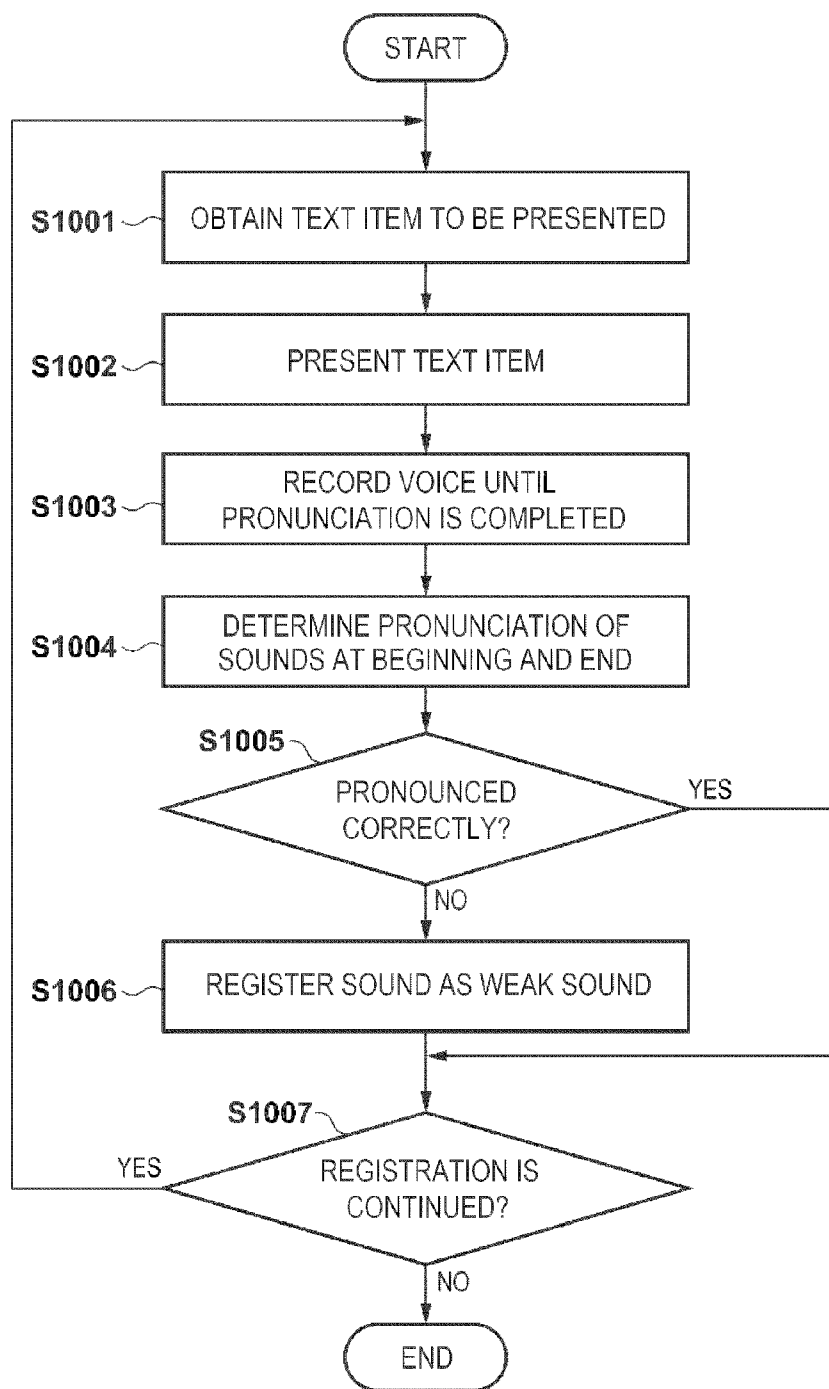 START
S1001
OBTAIN TEXT ITEM TO BE PRESENTED
S1002
PRESENT TEXT ITEM
S1003
RECORD VOICE UNTIL
PRONUNCIATION IS COMPLETED
S1004
DETERMINE PRONUNCIATION OF
SOUNDS AT BEGINNING AND END
S1005
PRONOUNCED
CORRECTLY?
YES
NO
S1006
REGISTER SOUND AS WEAK SOUND
S1007
YES
REGISTRATION IS
CONTINUED?
NO
END